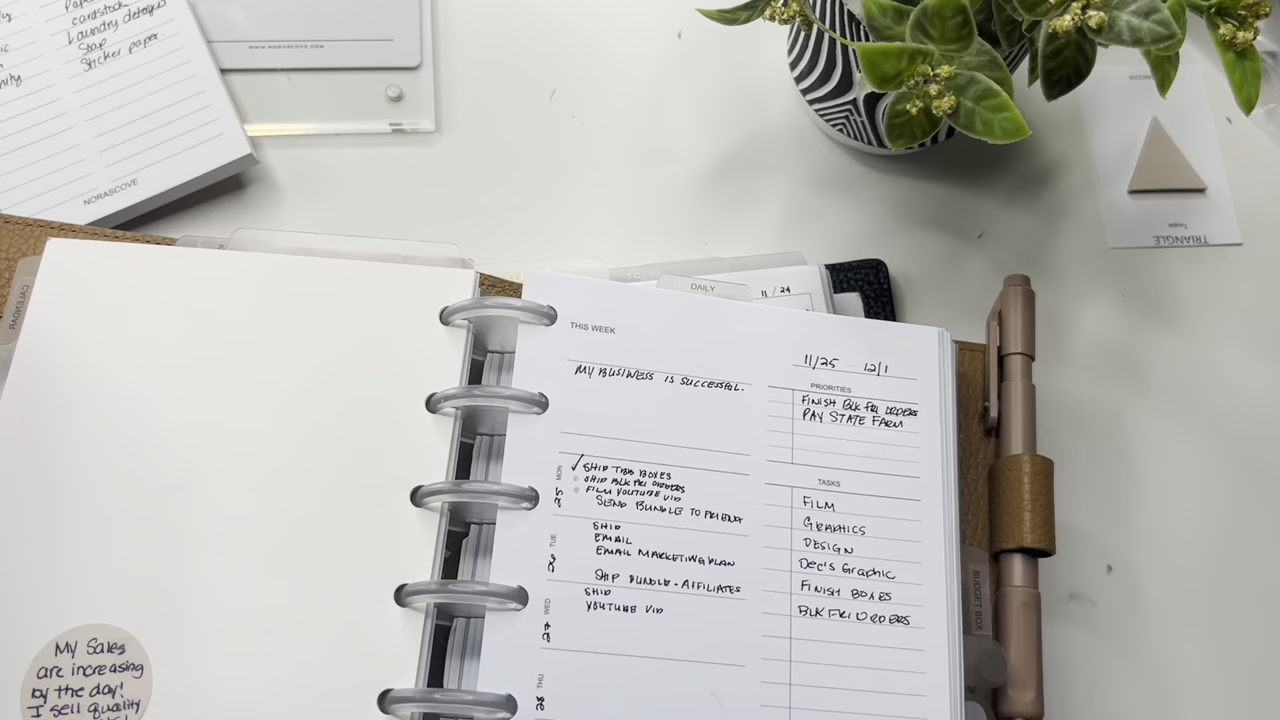 Paper
cardstock
Laundry detergent
Soap
Sticker paper.
NORASCOVE
WWW.NORASCOVE.COM
TRIANGLE
Taupe
CALENDAR
DAILY
11 / 24
THIS WEEK
11/25 - 12/1
MY BUSINESS IS SUCCESSFUL.
PRIORITIES
FINISH BLK FRI ORDERS
PAY STATE FARM
MON 25
✓ SHIP TBB BOXES
SHIP BLK FRI ORDERS
FILM YOUTUBE VID
SEND BUNDLE TO FRIEND
TUE 26
SHIP
EMAIL
EMAIL MARKETING PLAN
SHIP BUNDLE - AFFILIATES
WED 27
SHIP
YOUTUBE VID
THU 28
TASKS
FILM
GRAPHICS
DESIGN
Dec's Graphic
FINISH BOXES
BLK FRI ORDERS
BUDGET BOX
My Sales
are increasing
by the day!
I sell quality